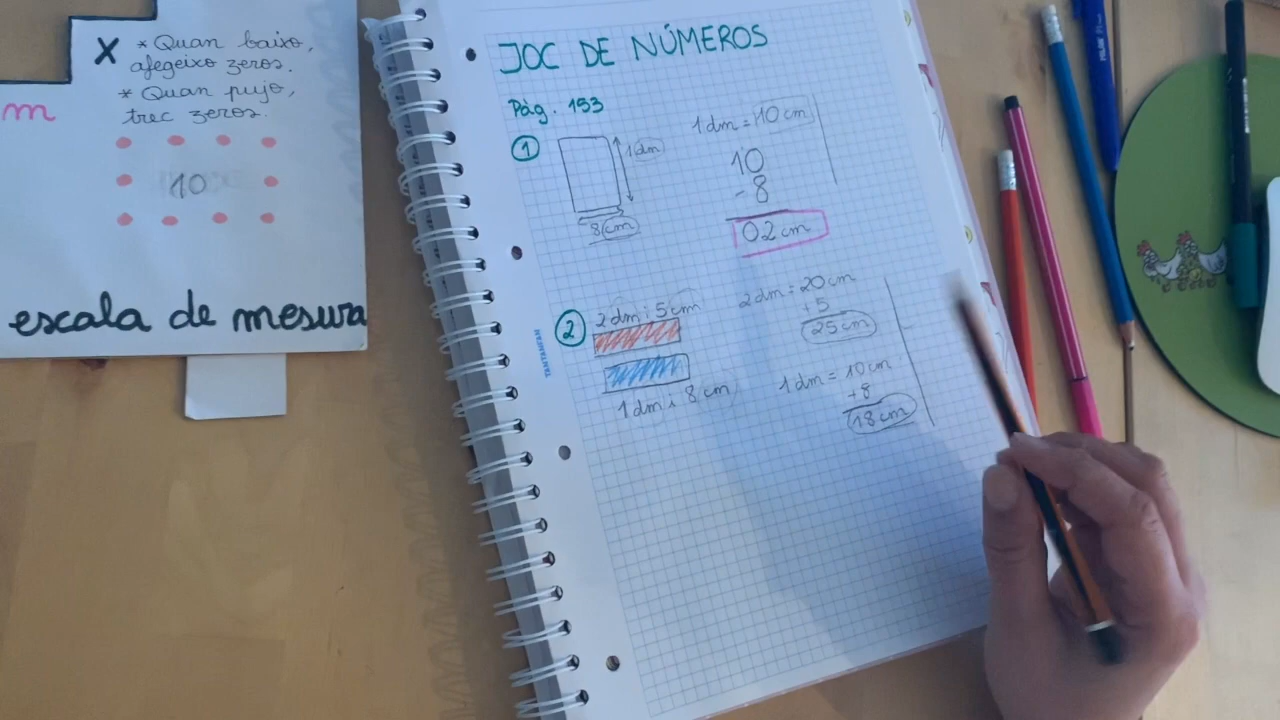 X * Quan baixo,
afegeixo zeros.
* Quan pujo,
trec zeros.
m
10
escala de mesura
JOC DE NÚMEROS
Pàg. 153
1
1 dm
8 cm
1 dm = 10 cm
10
- 8
02 cm
2
2 dm i 5 cm
1 dm i 8 cm
2 dm = 20 cm
+ 5
25 cm
1 dm = 10 cm
+ 8
18 cm